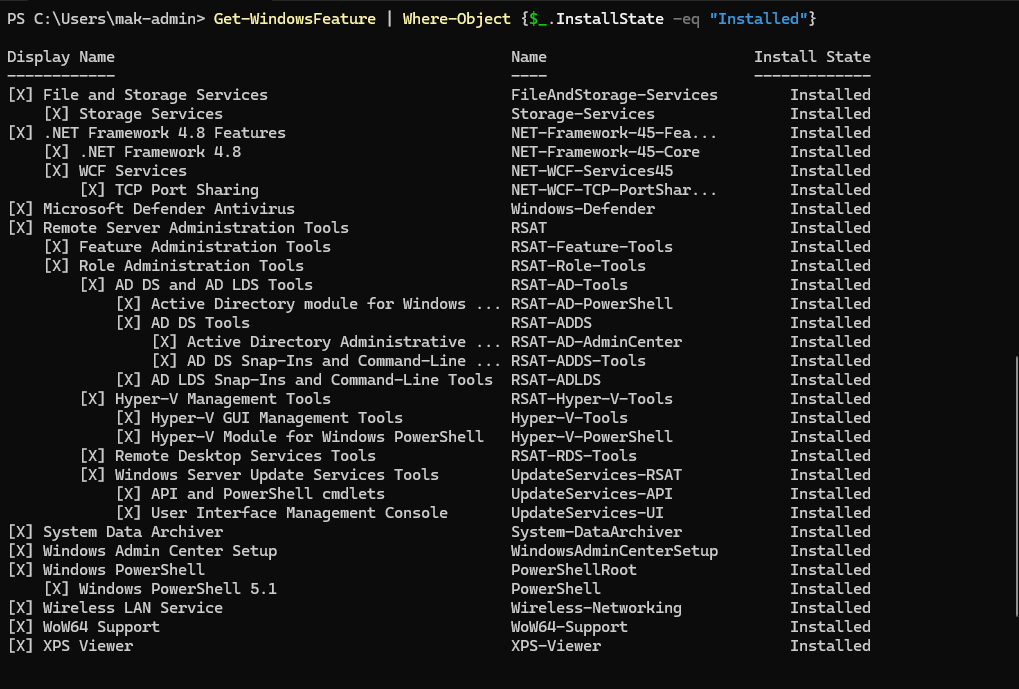 PS C:\Users\mak-admin> Get-WindowsFeature | Where-Object {$_.InstallState -eq "Installed"}
Display Name Name Install State
------------ ---- -------------
[X] File and Storage Services FileAndStorage-Services Installed
[X] Storage Services Storage-Services Installed
[X] .NET Framework 4.8 Features NET-Framework-45-Fea... Installed
[X] .NET Framework 4.8 NET-Framework-45-Core Installed
[X] WCF Services NET-WCF-Services45 Installed
[X] TCP Port Sharing NET-WCF-TCP-PortShar... Installed
[X] Microsoft Defender Antivirus Windows-Defender Installed
[X] Remote Server Administration Tools RSAT Installed
[X] Feature Administration Tools RSAT-Feature-Tools Installed
[X] Role Administration Tools RSAT-Role-Tools Installed
[X] AD DS and AD LDS Tools RSAT-AD-Tools Installed
[X] Active Directory module for Windows ... RSAT-AD-PowerShell Installed
[X] AD DS Tools RSAT-ADDS Installed
[X] Active Directory Administrative ... RSAT-AD-AdminCenter Installed
[X] AD DS Snap-Ins and Command-Line ... RSAT-ADDS-Tools Installed
[X] AD LDS Snap-Ins and Command-Line Tools RSAT-ADLDS Installed
[X] Hyper-V Management Tools RSAT-Hyper-V-Tools Installed
[X] Hyper-V GUI Management Tools Hyper-V-Tools Installed
[X] Hyper-V Module for Windows PowerShell Hyper-V-PowerShell Installed
[X] Remote Desktop Services Tools RSAT-RDS-Tools Installed
[X] Windows Server Update Services Tools UpdateServices-RSAT Installed
[X] API and PowerShell cmdlets UpdateServices-API Installed
[X] User Interface Management Console UpdateServices-UI Installed
[X] System Data Archiver System-DataArchiver Installed
[X] Windows Admin Center Setup WindowsAdminCenterSetup Installed
[X] Windows PowerShell PowerShellRoot Installed
[X] Windows PowerShell 5.1 PowerShell Installed
[X] Wireless LAN Service Wireless-Networking Installed
[X] WoW64 Support WoW64-Support Installed
[X] XPS Viewer XPS-Viewer Installed